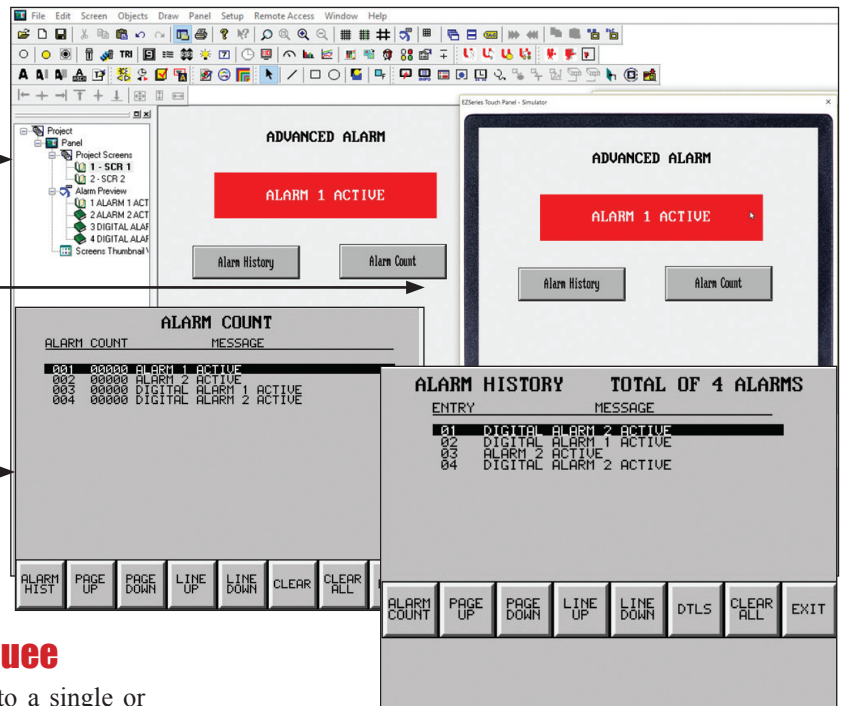 File Edit Screen Objects Draw Panel Setup Remote Access Window Help
EZSeries Touch Panel - Simulator
Project
Panel
Project Screens
1 - SCR 1
2 - SCR 2
Alarm Preview
1 ALARM 1 ACT
2 ALARM 2 ACT
3 DIGITAL ALAF
4 DIGITAL ALAF
Screens Thumbnail
ADVANCED ALARM
ALARM 1 ACTIVE
Alarm History
Alarm Count
ADVANCED ALARM
ALARM 1 ACTIVE
Alarm History
Alarm Count
ALARM COUNT
ALARM COUNT MESSAGE
001 00000 ALARM 1 ACTIVE
002 00000 ALARM 2 ACTIVE
003 00000 DIGITAL ALARM 1 ACTIVE
004 00000 DIGITAL ALARM 2 ACTIVE
ALARM HIST
PAGE UP
PAGE DOWN
LINE UP
LINE DOWN
CLEAR
CLEAR ALL
ALARM HISTORY TOTAL OF 4 ALARMS
ENTRY MESSAGE
01 DIGITAL ALARM 2 ACTIVE
02 DIGITAL ALARM 1 ACTIVE
03 ALARM 2 ACTIVE
04 DIGITAL ALARM 2 ACTIVE
ALARM COUNT
PAGE UP
PAGE DOWN
LINE UP
LINE DOWN
DTLS
CLEAR ALL
EXIT
uee
to a single or